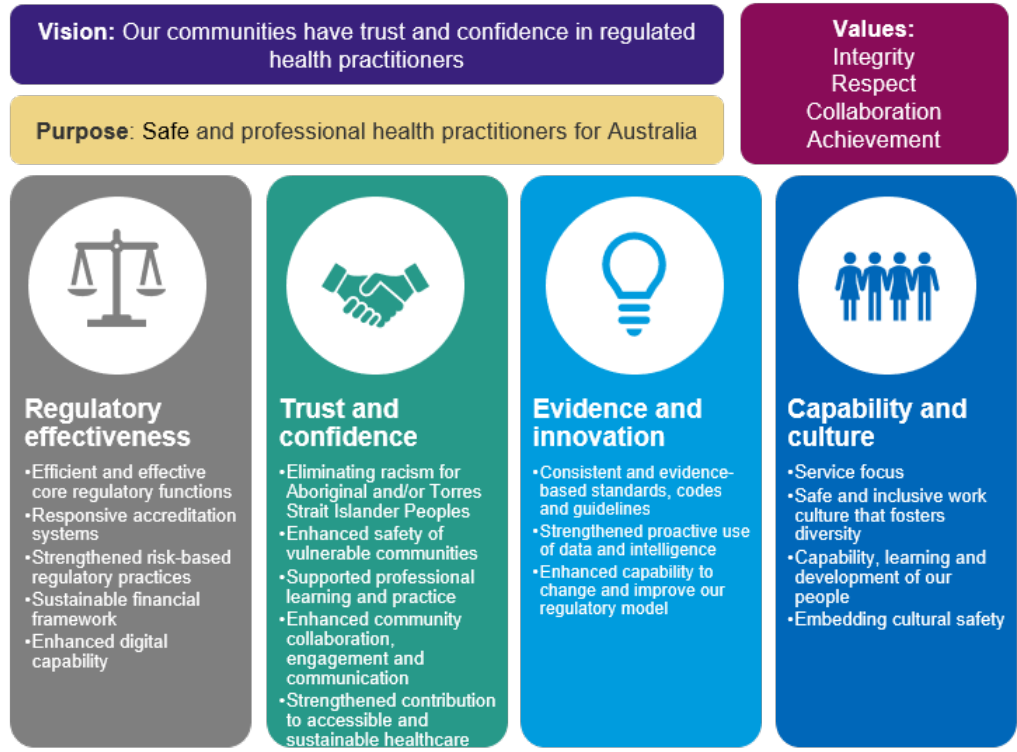 Vision: Our communities have trust and confidence in regulated
health practitioners
Purpose: Safe and professional health practitioners for Australia
Values:
Integrity
Respect
Collaboration
Achievement
Regulatory
effectiveness
•Efficient and effective
core regulatory functions
•Responsive accreditation
systems
•Strengthened risk-based
regulatory practices
•Sustainable financial
framework
•Enhanced digital
capability
Trust and
confidence
•Eliminating racism for
Aboriginal and/or Torres
Strait Islander Peoples
•Enhanced safety of
vulnerable communities
•Supported professional
learning and practice
•Enhanced community
collaboration,
engagement and
communication
•Strengthened contribution
to accessible and
sustainable healthcare
Evidence and
innovation
•Consistent and evidence-
based standards, codes
and guidelines
•Strengthened proactive use
of data and intelligence
•Enhanced capability to
change and improve our
regulatory model
Capability and
culture
•Service focus
•Safe and inclusive work
culture that fosters
diversity
•Capability, learning and
development of our
people
•Embedding cultural safety